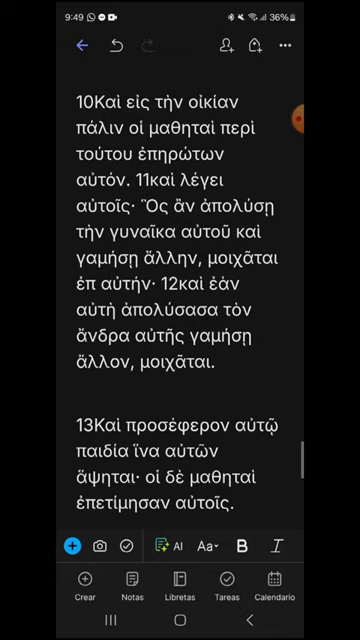 9:49
36%
10Καὶ εἰς τὴν οἰκίαν
πάλιν οἱ μαθηταὶ περὶ
τούτου ἐπηρώτων
αὐτόν. 11καὶ λέγει
αὐτοῖς· Ὃς ἂν ἀπολύσῃ
τὴν γυναῖκα αὐτοῦ καὶ
γαμήσῃ ἄλλην, μοιχᾶται
ἐπ αὐτήν· 12καὶ ἐὰν
αὐτὴ ἀπολύσασα τὸν
ἄνδρα αὐτῆς γαμήσῃ
ἄλλον, μοιχᾶται.
13Καὶ προσέφερον αὐτῷ
παιδία ἵνα αὐτῶν
ἅψηται· οἱ δὲ μαθηταὶ
ἐπετίμησαν αὐτοῖς.
AI Aa B I
Crear Notas Libretas Tareas Calendario